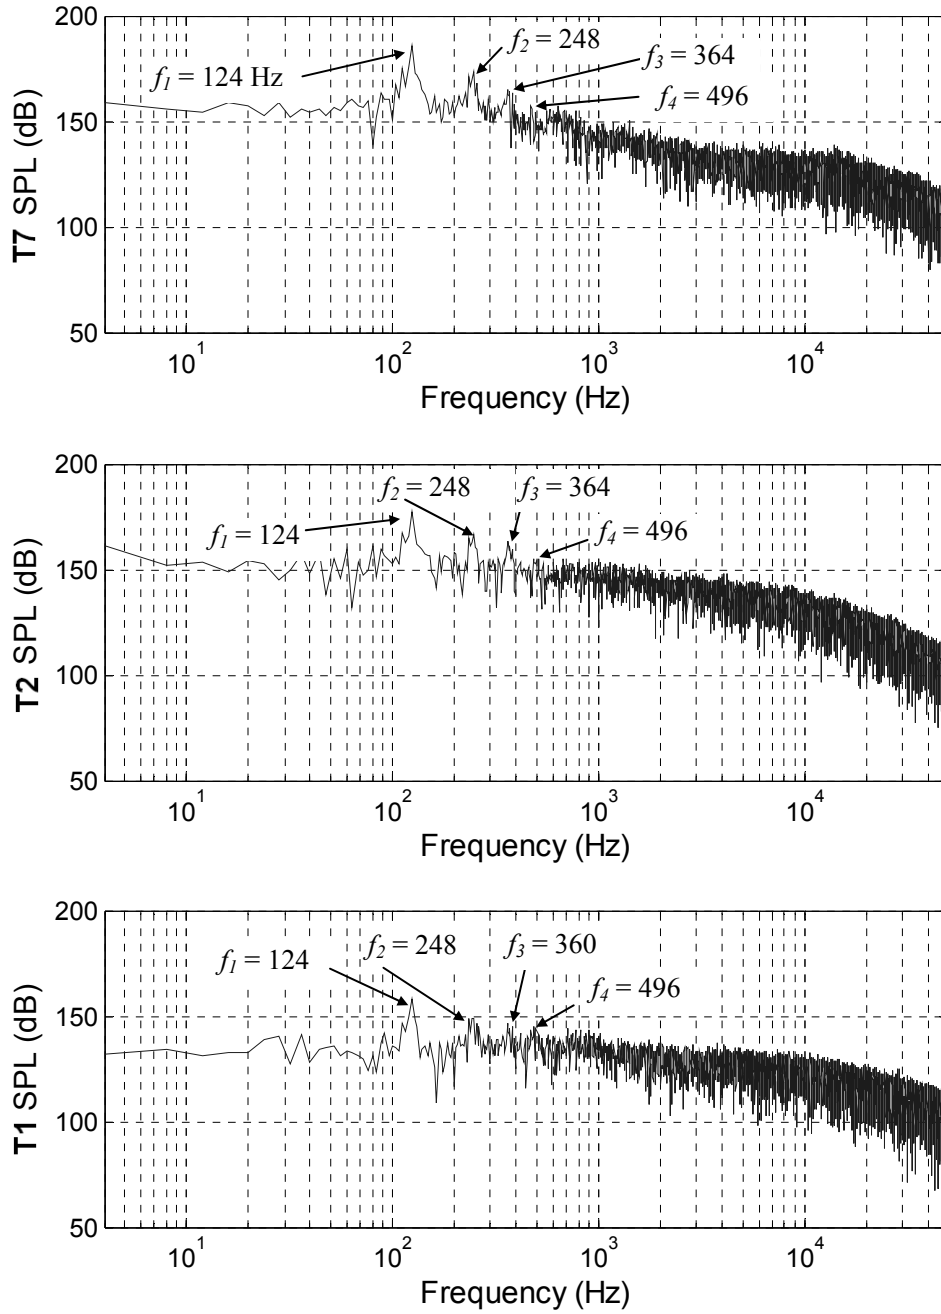 200
f2 = 248
f3 = 364
f1 = 124 Hz
f4 = 496
150
100
50
T7 SPL (dB)
10^1 10^2 10^3 10^4
Frequency (Hz)
200
f2 = 248
f3 = 364
f1 = 124
f4 = 496
150
100
50
T2 SPL (dB)
10^1 10^2 10^3 10^4
Frequency (Hz)
200
f2 = 248
f3 = 360
f1 = 124
f4 = 496
150
100
50
T1 SPL (dB)
10^1 10^2 10^3 10^4
Frequency (Hz)